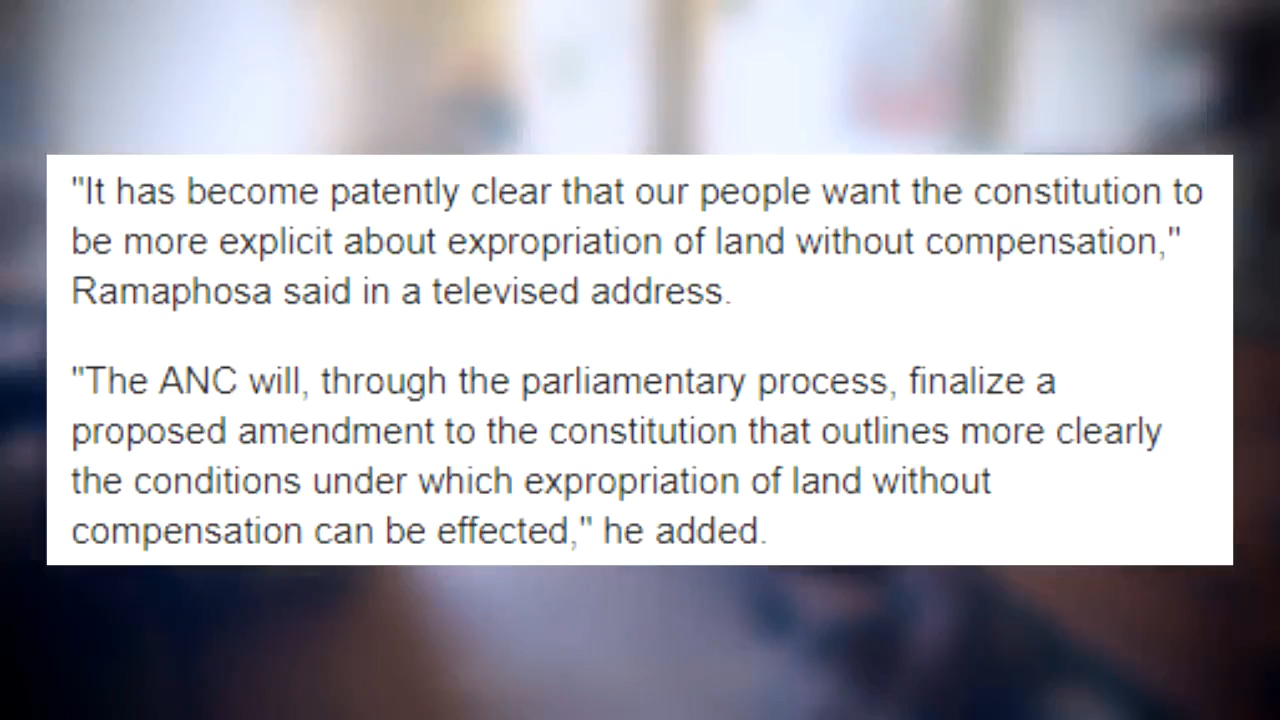 "It has become patently clear that our people want the constitution to
be more explicit about expropriation of land without compensation,"
Ramaphosa said in a televised address.
"The ANC will, through the parliamentary process, finalize a
proposed amendment to the constitution that outlines more clearly
the conditions under which expropriation of land without
compensation can be effected," he added.